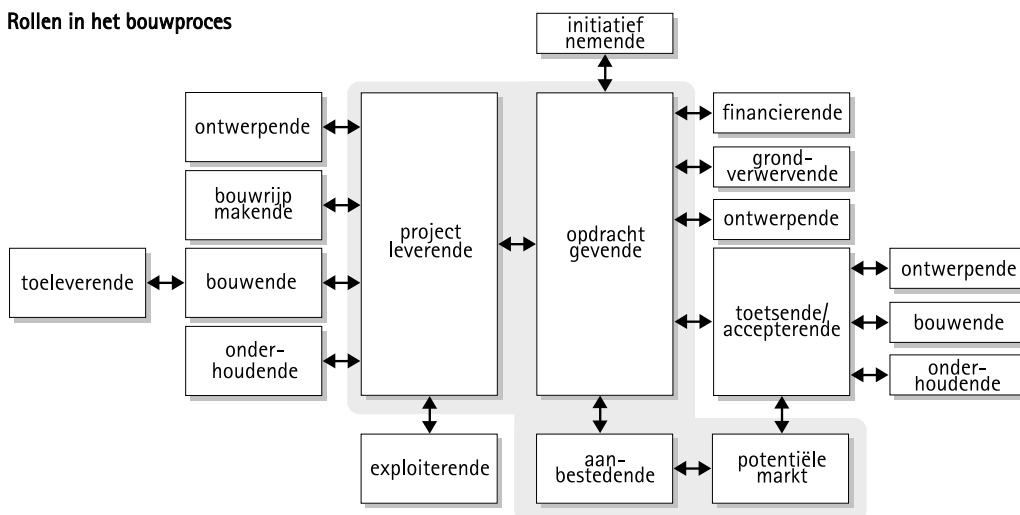 Rollen in het bouwproces
initiatief
nemende
ontwerpende
bouwrijp
makende
toeleverende
bouwende
onder-
houdende
project
leverende
exploiterende
opdracht
gevende
aan-
bestedende
financierende
grond-
verwervende
ontwerpende
toetsende/
accepterende
potentiële
markt
ontwerpende
bouwende
onder-
houdende